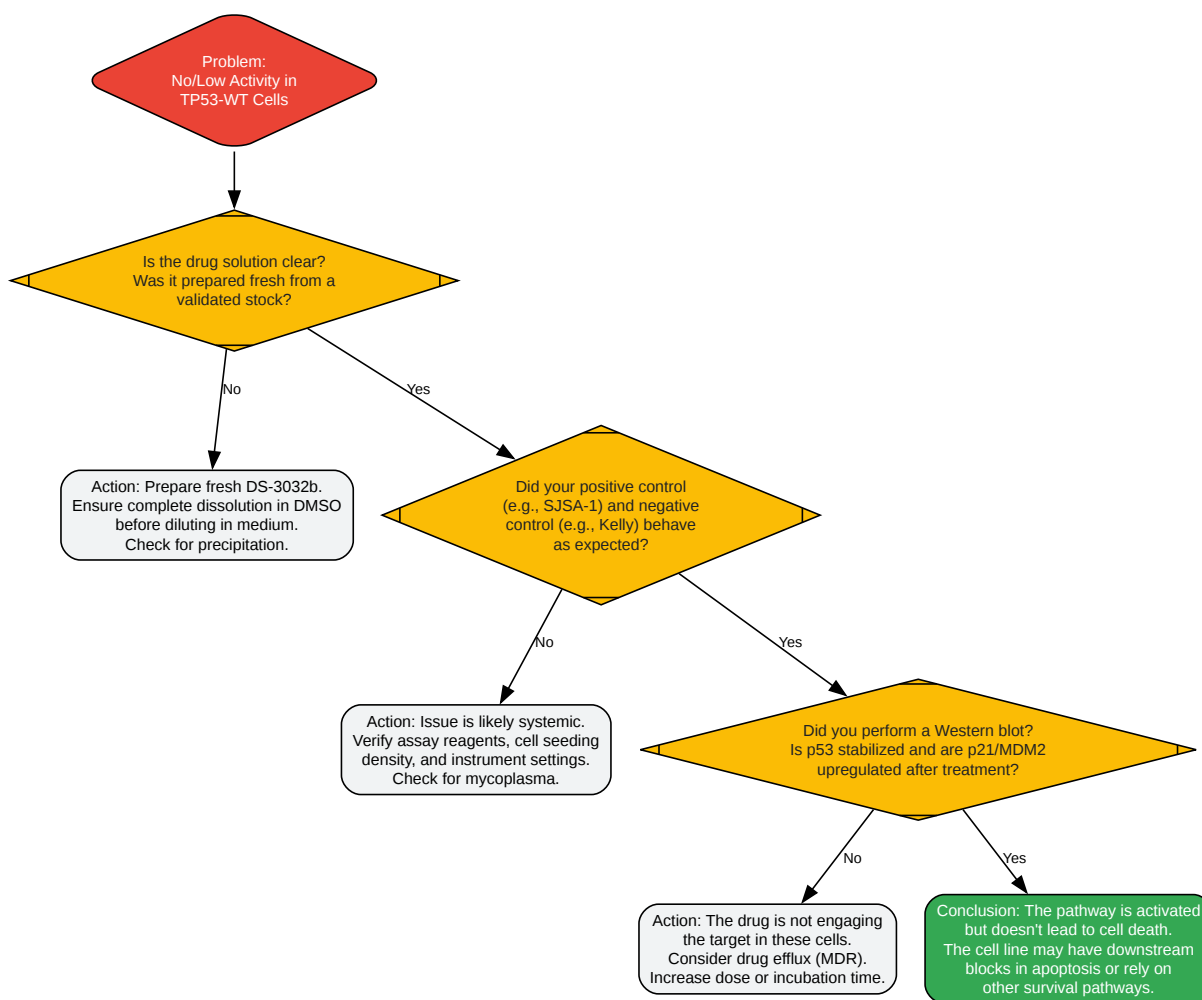 Problem:
No/Low Activity in
TP53-WT Cells
Is the drug solution clear?
Was it prepared fresh from a
validated stock?
No
Yes
Action: Prepare fresh DS-3032b.
Ensure complete dissolution in DMSO
before diluting in medium.
Check for precipitation.
Did your positive control
(e.g., SJSA-1) and negative
control (e.g., Kelly) behave
as expected?
No
Yes
Action: Issue is likely systemic.
Verify assay reagents, cell seeding
density, and instrument settings.
Check for mycoplasma.
Did you perform a Western blot?
Is p53 stabilized and are p21/MDM2
upregulated after treatment?
No
Yes
Action: The drug is not engaging
the target in these cells.
Consider drug efflux (MDR).
Increase dose or incubation time.
Conclusion: The pathway is activated
but doesn't lead to cell death.
The cell line may have downstream
blocks in apoptosis or rely on
other survival pathways.